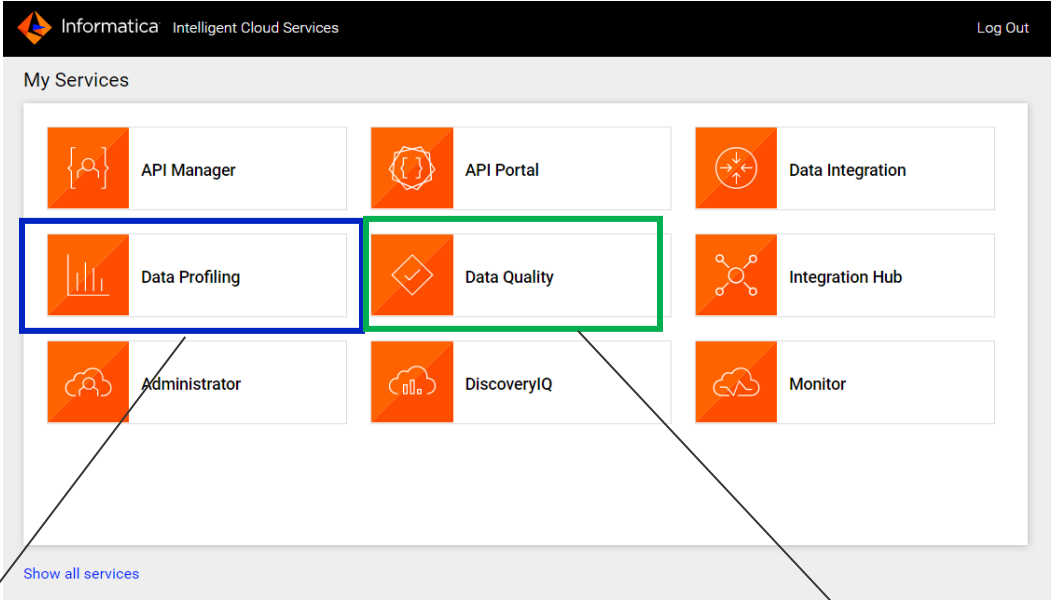 Informatica Intelligent Cloud Services Log Out
My Services
API Manager API Portal Data Integration
Data Profiling Data Quality Integration Hub
Administrator DiscoveryIQ Monitor
Show all services